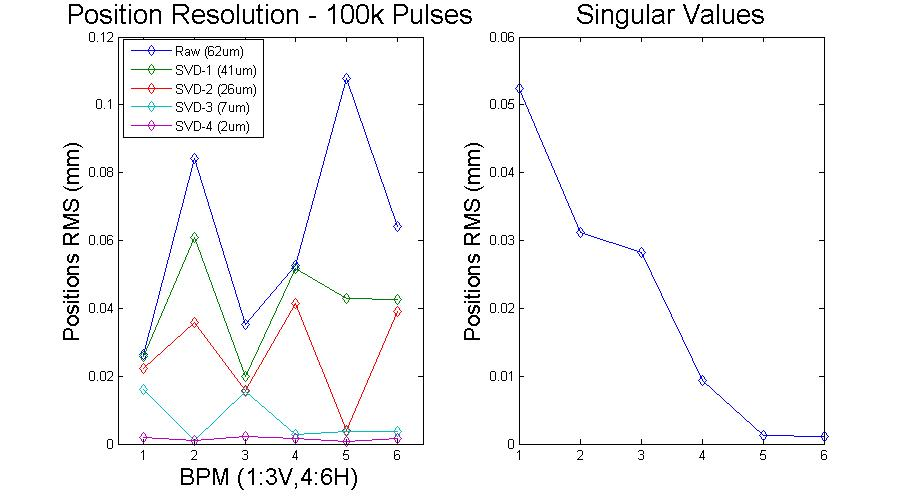 Position Resolution - 100k Pulses
Positions RMS (mm)
0.12
0.1
0.08
0.06
0.04
0.02
0
Raw (62um)
SVD-1 (41um)
SVD-2 (26um)
SVD-3 (7um)
SVD-4 (2um)
1 2 3 4 5 6
BPM (1:3V,4:6H)
Singular Values
Positions RMS (mm)
0.06
0.05
0.04
0.03
0.02
0.01
0
1 2 3 4 5 6